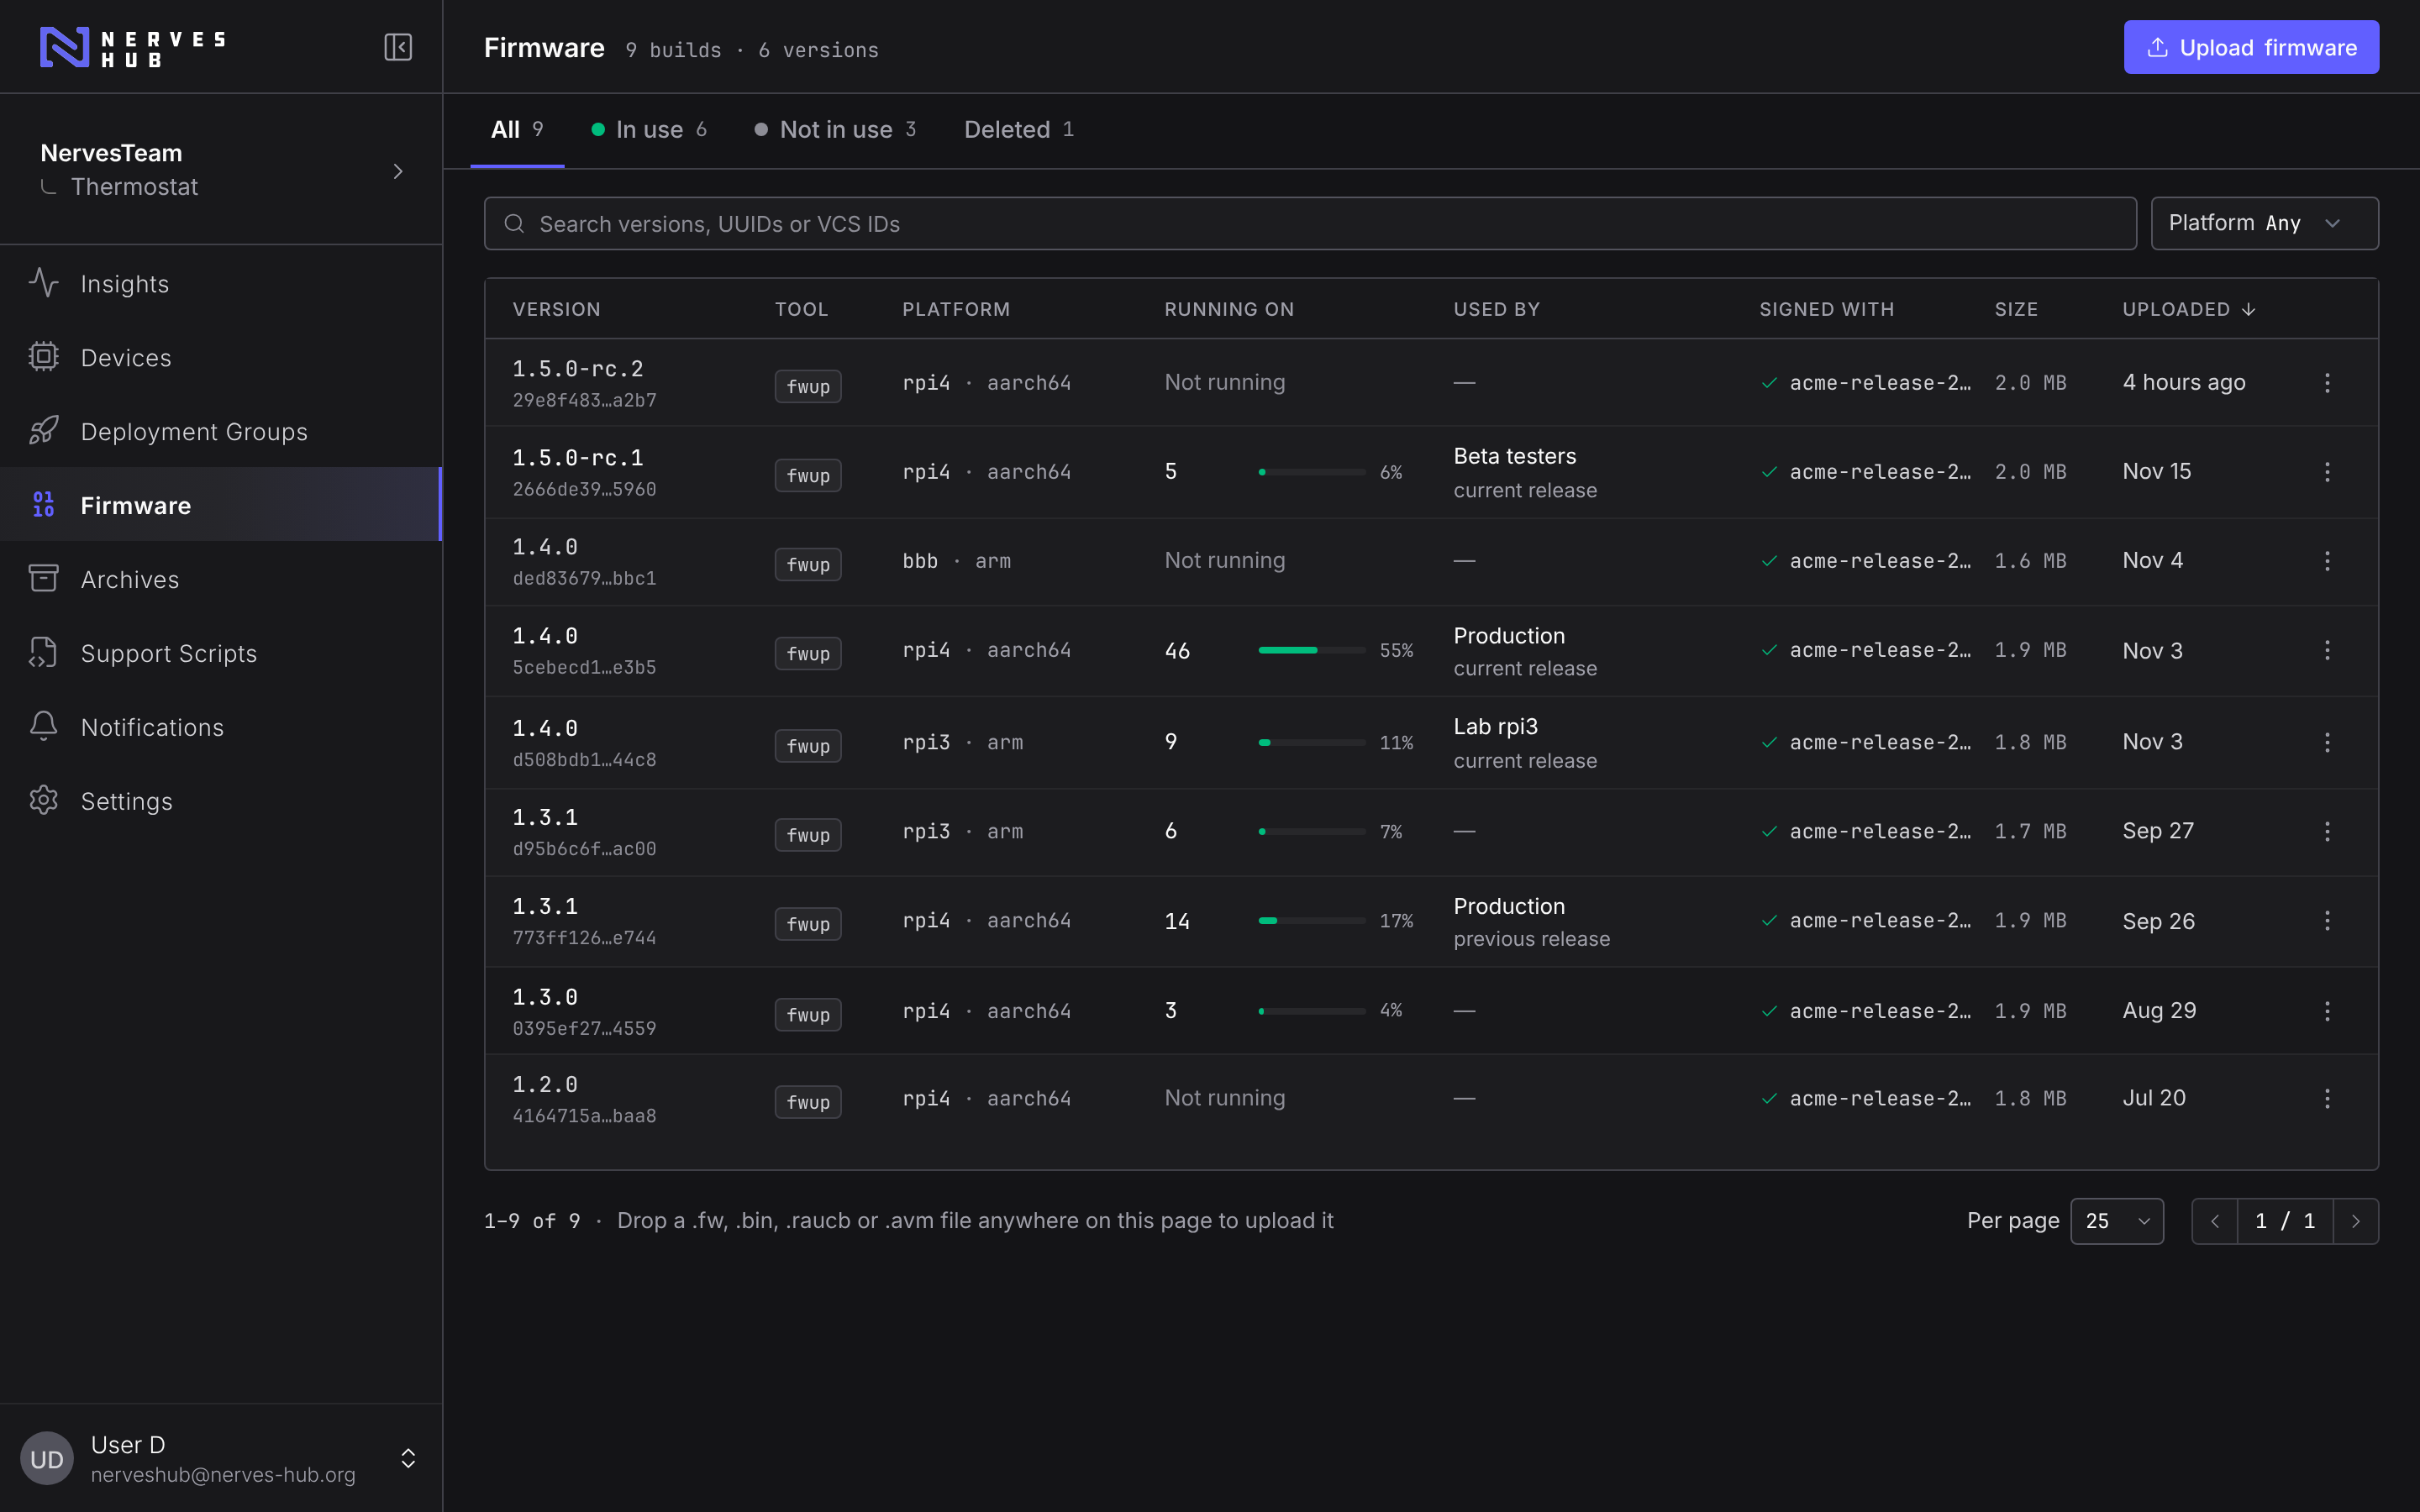 NERVES
HUB
NervesTeam
Thermostat
Insights
Devices
Deployment Groups
Firmware
Archives
Support Scripts
Notifications
Settings
UD
User D
nerveshub@nerves-hub.org
Firmware 9 builds · 6 versions
Upload firmware
All 9 In use 6 Not in use 3 Deleted 1
Search versions, UUIDs or VCS IDs
Platform Any
VERSION TOOL PLATFORM RUNNING ON USED BY SIGNED WITH SIZE UPLOADED
1.5.0-rc.2
29e8f483…a2b7
fwup rpi4 · aarch64 Not running — acme-release-2… 2.0 MB 4 hours ago
1.5.0-rc.1
2666de39…5960
fwup rpi4 · aarch64 5 6% Beta testers
current release
acme-release-2… 2.0 MB Nov 15
1.4.0
ded83679…bbc1
fwup bbb · arm Not running — acme-release-2… 1.6 MB Nov 4
1.4.0
5cebecd1…e3b5
fwup rpi4 · aarch64 46 55% Production
current release
acme-release-2… 1.9 MB Nov 3
1.4.0
d508bdb1…44c8
fwup rpi3 · arm 9 11% Lab rpi3
current release
acme-release-2… 1.8 MB Nov 3
1.3.1
d95b6c6f…ac00
fwup rpi3 · arm 6 7% — acme-release-2… 1.7 MB Sep 27
1.3.1
773ff126…e744
fwup rpi4 · aarch64 14 17% Production
previous release
acme-release-2… 1.9 MB Sep 26
1.3.0
0395ef27…4559
fwup rpi4 · aarch64 3 4% — acme-release-2… 1.9 MB Aug 29
1.2.0
4164715a…baa8
fwup rpi4 · aarch64 Not running — acme-release-2… 1.8 MB Jul 20
1–9 of 9 · Drop a .fw, .bin, .raucb or .avm file anywhere on this page to upload it
Per page 25 1 / 1